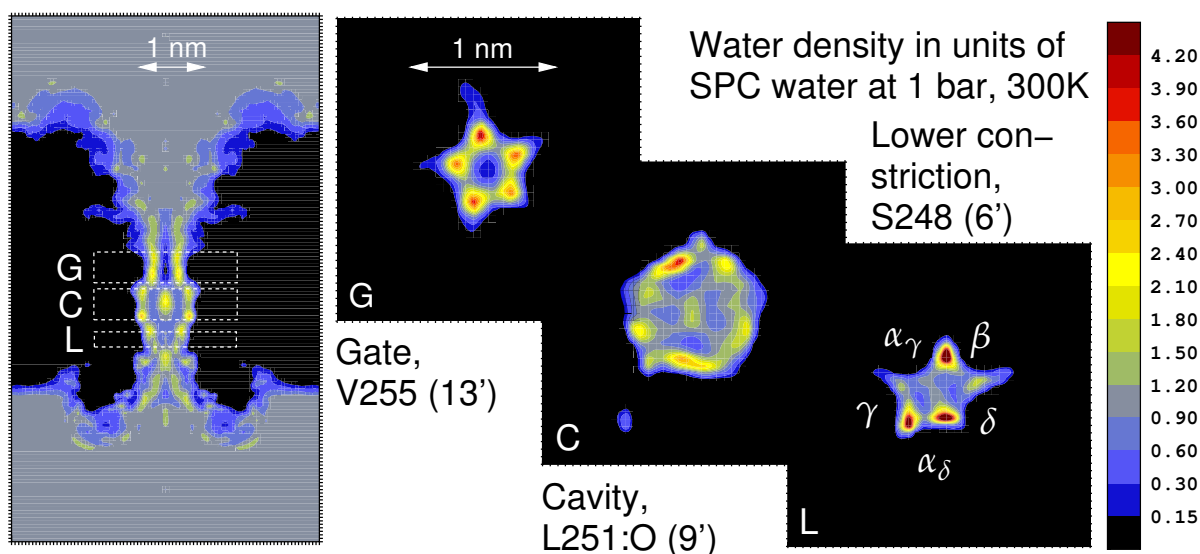 1 nm
G
C
L
1 nm
G
Gate,
V255 (13’)
C
Cavity,
L251:O (9’)
Water density in units of
SPC water at 1 bar, 300K
Lower con−
striction,
S248 (6’)
αγ
β
γ
δ
αδ
L
4.20
3.90
3.60
3.30
3.00
2.70
2.40
2.10
1.80
1.50
1.20
0.90
0.60
0.30
0.15